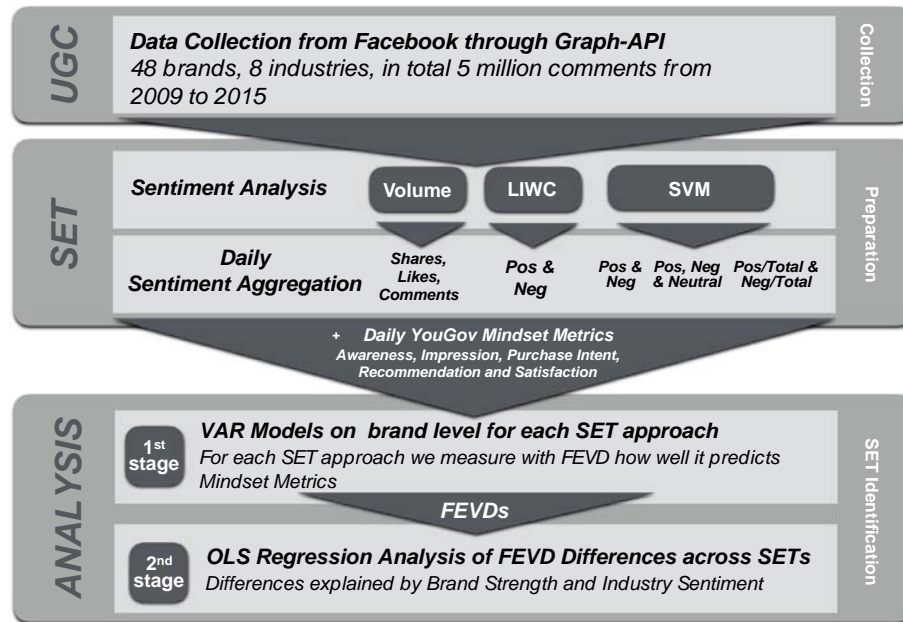 UGC
Data Collection from Facebook through Graph-API
48 brands, 8 industries, in total 5 million comments from
2009 to 2015
Collection
SET
Sentiment Analysis
Volume
LIWC
SVM
Daily
Sentiment Aggregation
Shares,
Likes,
Comments
Pos &
Neg
Pos &
Neg
Pos, Neg
& Neutral
Pos/Total &
Neg/Total
Preparation
+ Daily YouGov Mindset Metrics
Awareness, Impression, Purchase Intent,
Recommendation and Satisfaction
ANALYSIS
1st
stage
VAR Models on brand level for each SET approach
For each SET approach we measure with FEVD how well it predicts
Mindset Metrics
FEVDs
2nd
stage
OLS Regression Analysis of FEVD Differences across SETs
Differences explained by Brand Strength and Industry Sentiment
SET Identification